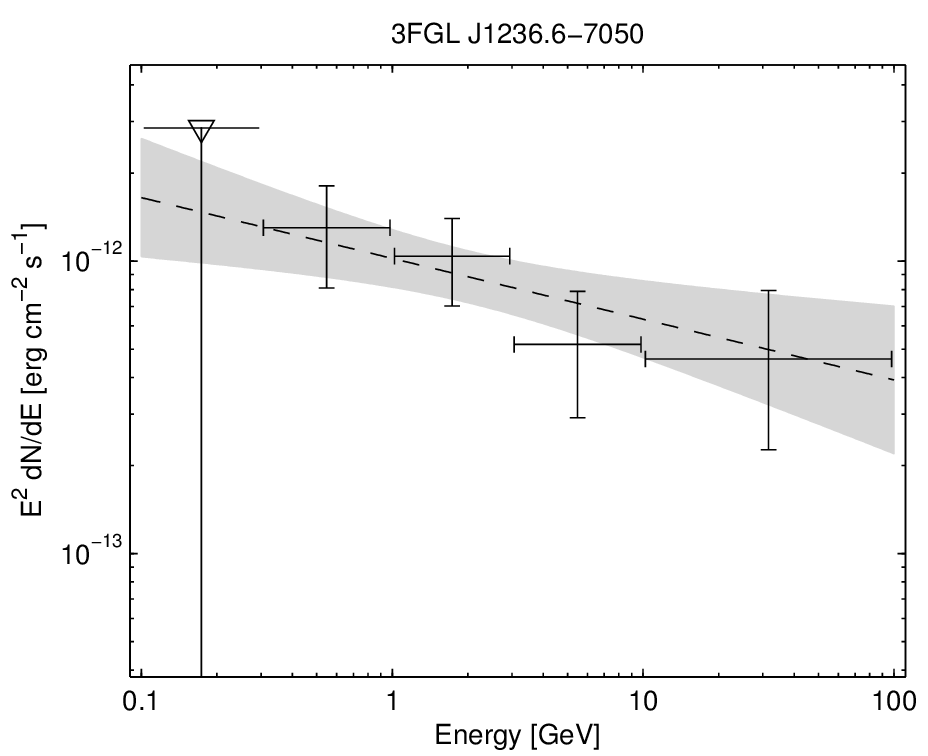 3FGL J1236.6−7050
E² dN/dE [erg cm⁻² s⁻¹]
10⁻¹²
10⁻¹³
0.1 1 10 100
Energy [GeV]